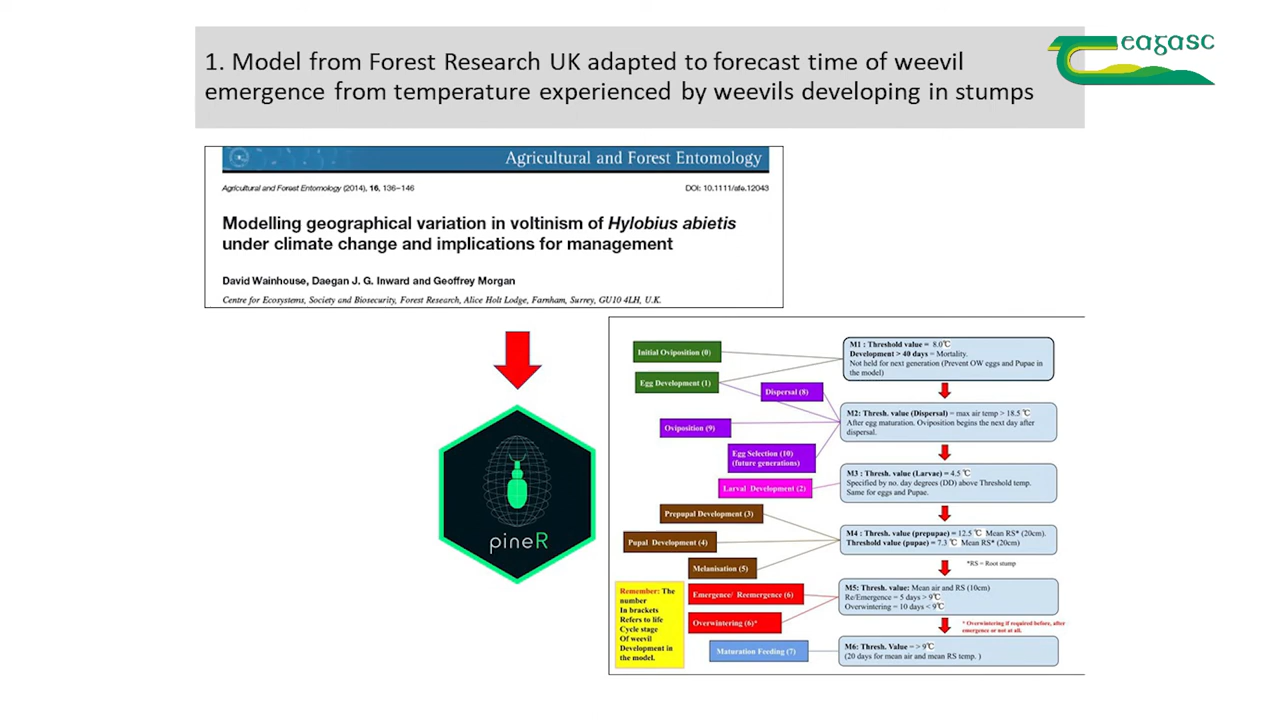 1. Model from Forest Research UK adapted to forecast time of weevil
emergence from temperature experienced by weevils developing in stumps
eagasc
Agricultural and Forest Entomology
Agricultural and Forest Entomology (2014), 16, 136–146
DOI: 10.1111/afe.12043
Modelling geographical variation in voltinism of Hylobius abietis
under climate change and implications for management
David Wainhouse, Daegan J. G. Inward and Geoffrey Morgan
Centre for Ecosystems, Society and Biosecurity, Forest Research, Alice Holt Lodge, Farnham, Surrey, GU10 4LH, U.K.
pineR
Initial Oviposition (0)
Egg Development (1)
Dispersal (8)
Oviposition (9)
Egg Selection (10)
(future generations)
Larval Development (2)
Prepupal Development (3)
Pupal Development (4)
Melanisation (5)
Emergence/ Reemergence (6)
Overwintering (6)*
Maturation Feeding (7)
Remember: The
number
In brackets
Refers to life
Cycle stage
Of weevil
Development in
the model.
M1 : Threshold value = 8.0℃
Development > 40 days = Mortality.
Not held for next generation (Prevent OW eggs and Pupae in
the model)
M2: Thresh. value (Dispersal) = max air temp > 18.5 ℃
After egg maturation. Oviposition begins the next day after
dispersal.
M3 : Thresh. value (Larvae) = 4.5℃
Specified by no. day degrees (DD) above Threshold temp.
Same for eggs and Pupae.
M4 : Thresh. value (prepupae) = 12.5℃ Mean RS* (20cm).
Threshold value (pupae) = 7.3 ℃ Mean RS* (20cm)
*RS = Root stump
M5: Thresh. value: Mean air and RS (10cm)
Re/Emergence = 5 days > 9℃
Overwintering = 10 days < 9℃
* Overwintering if required before, after
emergence or not at all.
M6: Thresh. Value = > 9℃
(20 days for mean air and mean RS temp. )